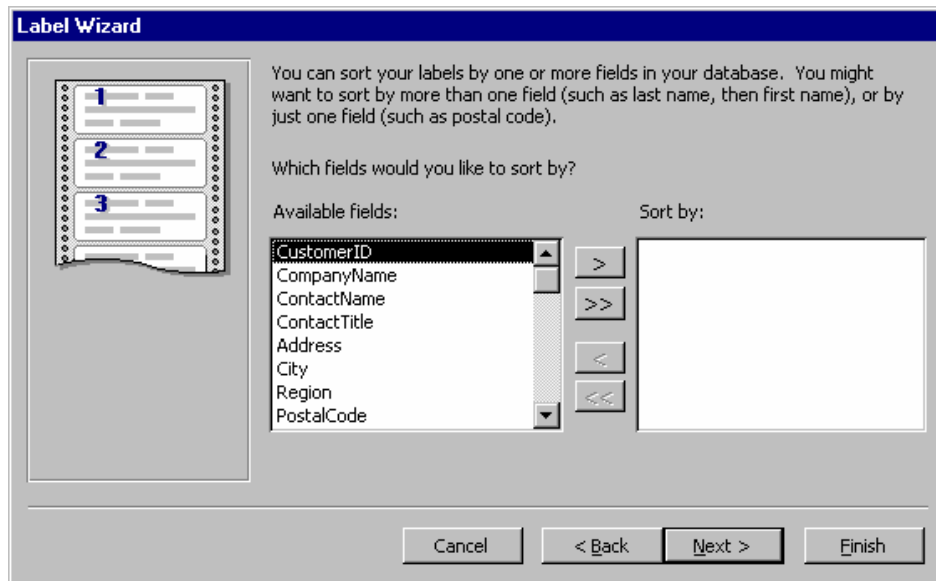 Label Wizard
1
2
3
You can sort your labels by one or more fields in your database.  You might
want to sort by more than one field (such as last name, then first name), or by
just one field (such as postal code).
Which fields would you like to sort by?
Available fields:
Sort by:
CustomerID
CompanyName
ContactName
ContactTitle
Address
City
Region
PostalCode
>
>>
<
<<
Cancel
< Back
Next >
Finish